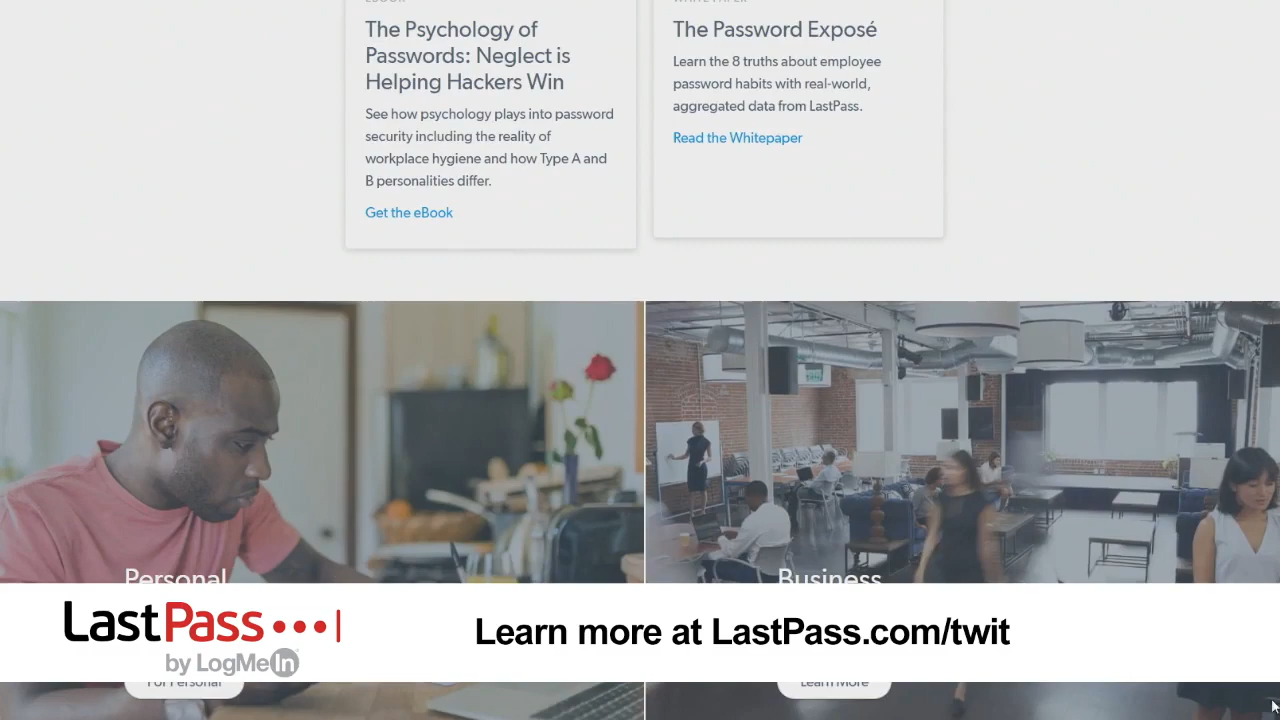 EBOOK
The Psychology of
Passwords: Neglect is
Helping Hackers Win
See how psychology plays into password
security including the reality of
workplace hygiene and how Type A and
B personalities differ.
Get the eBook
WHITEPAPER
The Password Exposé
Learn the 8 truths about employee
password habits with real-world,
aggregated data from LastPass.
Read the Whitepaper
Personal
Business
LastPass
by LogMeIn
Learn more at LastPass.com/twit
For Personal
Learn More